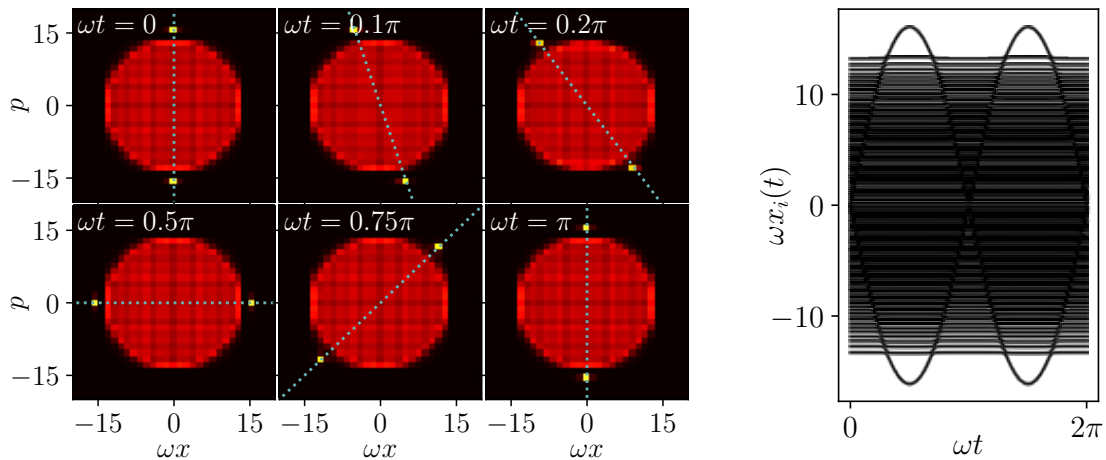 ωt = 0
ωt = 0.1π
ωt = 0.2π
15
0
−15
p
ωt = 0.5π
ωt = 0.75π
ωt = π
15
0
−15
p
−15 0 15
−15 0 15
−15 0 15
ωx
ωx
ωx
10
0
−10
ωxᵢ(t)
0 2π
ωt